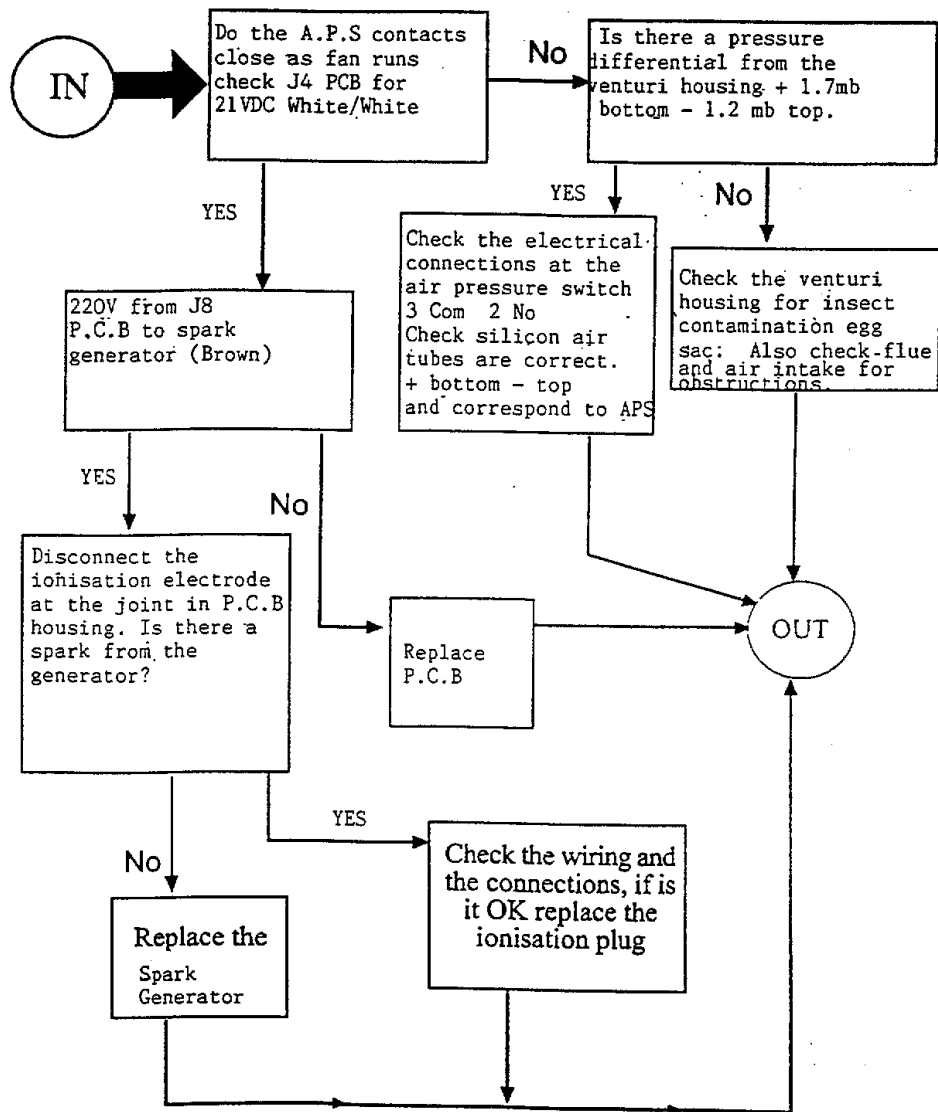 IN
Do the A.P.S contacts
close as fan runs
check J4 PCB for
21VDC White/White
No
Is there a pressure
differential from the
venturi housing + 1.7mb
bottom - 1.2 mb top.
YES
YES
No
220V from J8
P.C.B to spark
generator (Brown)
Check the electrical
connections at the
air pressure switch
3 Com 2 No
Check silicon air
tubes are correct.
+ bottom - top
and correspond to APS
Check the venturi
housing for insect
contamination egg
sac: Also check-flue
and air intake for
obstructions.
YES
No
Disconnect the
ionisation electrode
at the joint in P.C.B
housing. Is there a
spark from the
generator?
Replace
P.C.B
OUT
No
YES
Replace the
Spark
Generator
Check the wiring and
the connections, if is
it OK replace the
ionisation plug